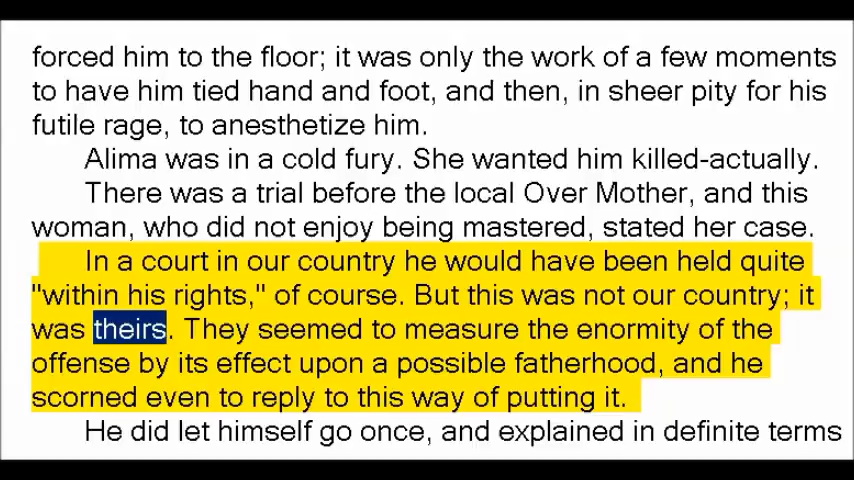 forced him to the floor; it was only the work of a few moments
to have him tied hand and foot, and then, in sheer pity for his
futile rage, to anesthetize him.
Alima was in a cold fury. She wanted him killed-actually.
There was a trial before the local Over Mother, and this
woman, who did not enjoy being mastered, stated her case.
In a court in our country he would have been held quite
"within his rights," of course. But this was not our country; it
was theirs. They seemed to measure the enormity of the
offense by its effect upon a possible fatherhood, and he
scorned even to reply to this way of putting it.
He did let himself go once, and explained in definite terms